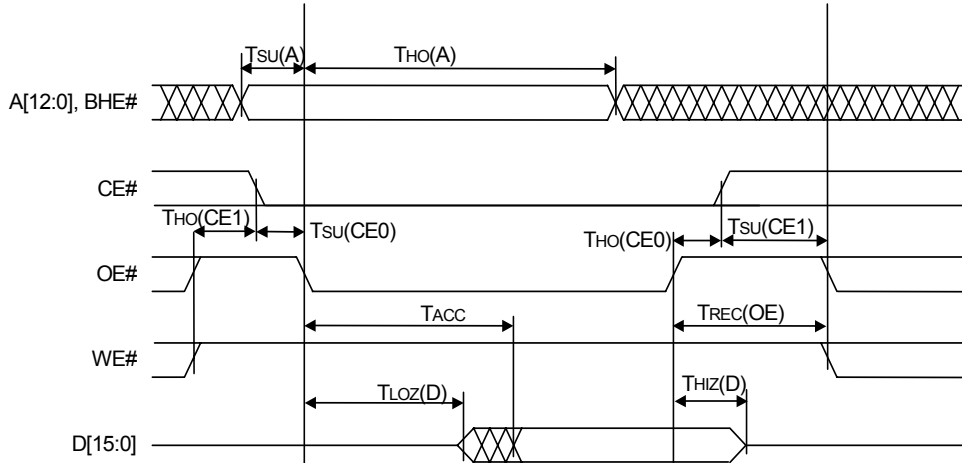 TSU(A) THO(A)
A[12:0], BHE#
CE#
THO(CE1) TSU(CE0) THO(CE0) TSU(CE1)
OE#
TACC TREC(OE)
WE#
TLOZ(D) THIZ(D)
D[15:0]